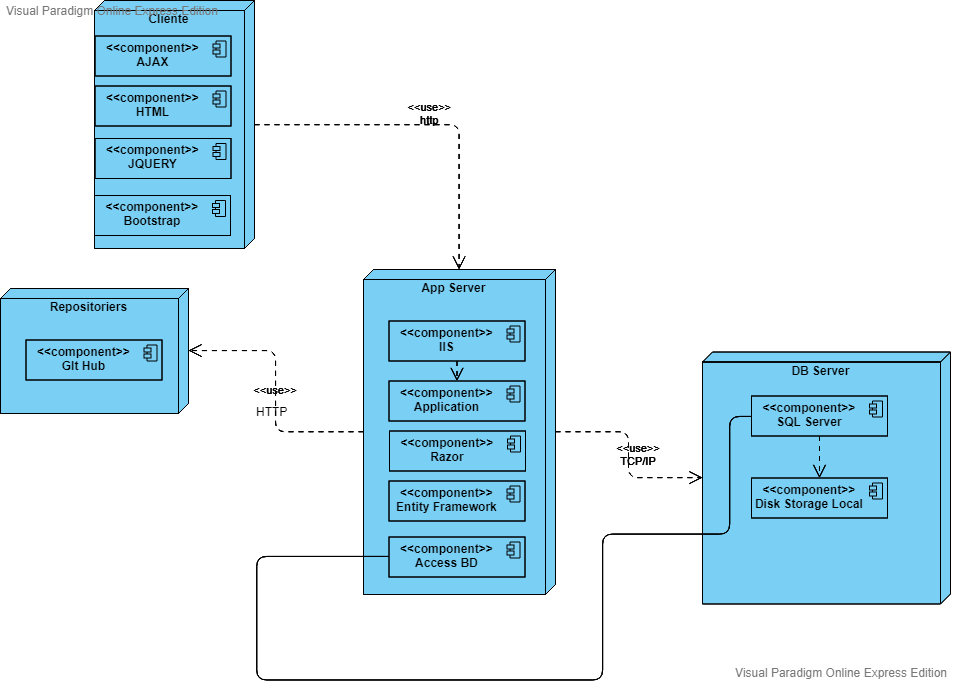 Visual Paradigm Online Express Edition
Cliente
<<component>>
AJAX
<<component>>
HTML
<<component>>
JQUERY
<<component>>
Bootstrap
<<use>>
http
Repositoriers
<<component>>
GIt Hub
<<use>>
HTTP
App Server
<<component>>
IIS
<<component>>
Application
<<component>>
Razor
<<component>>
Entity Framework
<<component>>
Access BD
<<use>>
TCP/IP
DB Server
<<component>>
SQL Server
<<component>>
Disk Storage Local
Visual Paradigm Online Express Edition